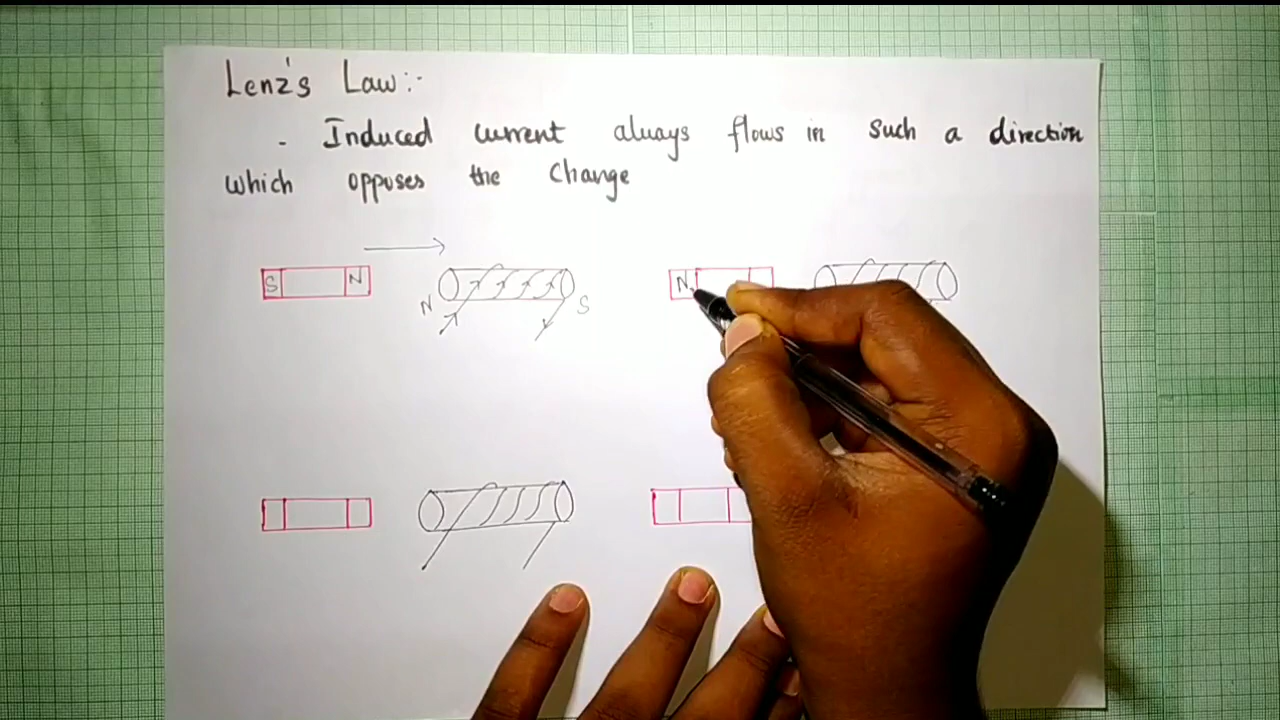 Lenz's Law:-
- Induced current always flows in such a direction
which opposes the change
S N N S N